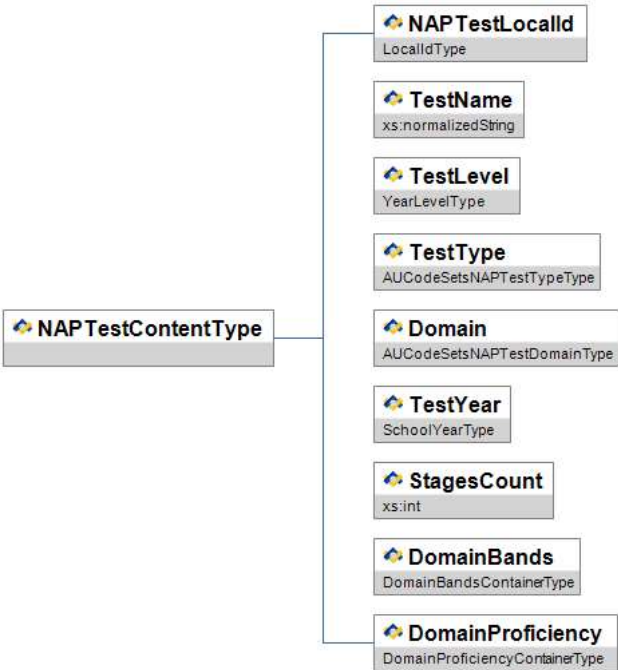 NAPTestLocalId
LocalIdType
TestName
xs:normalizedString
TestLevel
YearLevelType
TestType
AUCodeSetsNAPTestTypeType
NAPTestContentType
Domain
AUCodeSetsNAPTestDomainType
TestYear
SchoolYearType
StagesCount
xs:int
DomainBands
DomainBandsContainerType
DomainProficiency
DomainProficiencyContainerType